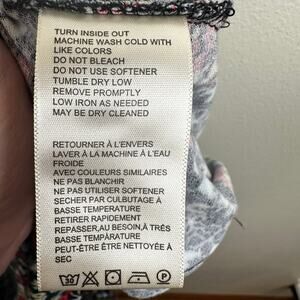 TURN INSIDE OUT
MACHINE WASH COLD WITH
LIKE COLORS
DO NOT BLEACH
DO NOT USE SOFTENER
TUMBLE DRY LOW
REMOVE PROMPTLY
LOW IRON AS NEEDED
MAY BE DRY CLEANED
RETOURNER À L'ENVERS
LAVER À LA MACHINE À L'EAU
FROIDE
AVEC COULEURS SIMILAIRES
NE PAS BLANCHIR
NE PAS UTILISER SOFTENER
SECHER PAR CULBUTAGE À
BASSE TEMPERATURE
RETIRER RAPIDEMENT
REPASSER,AU BESOIN,À TRÈS
BASSE TEMPÁRATURE
PEUT-ÊTRE ÊTRE NETTOYÉE À
SEC